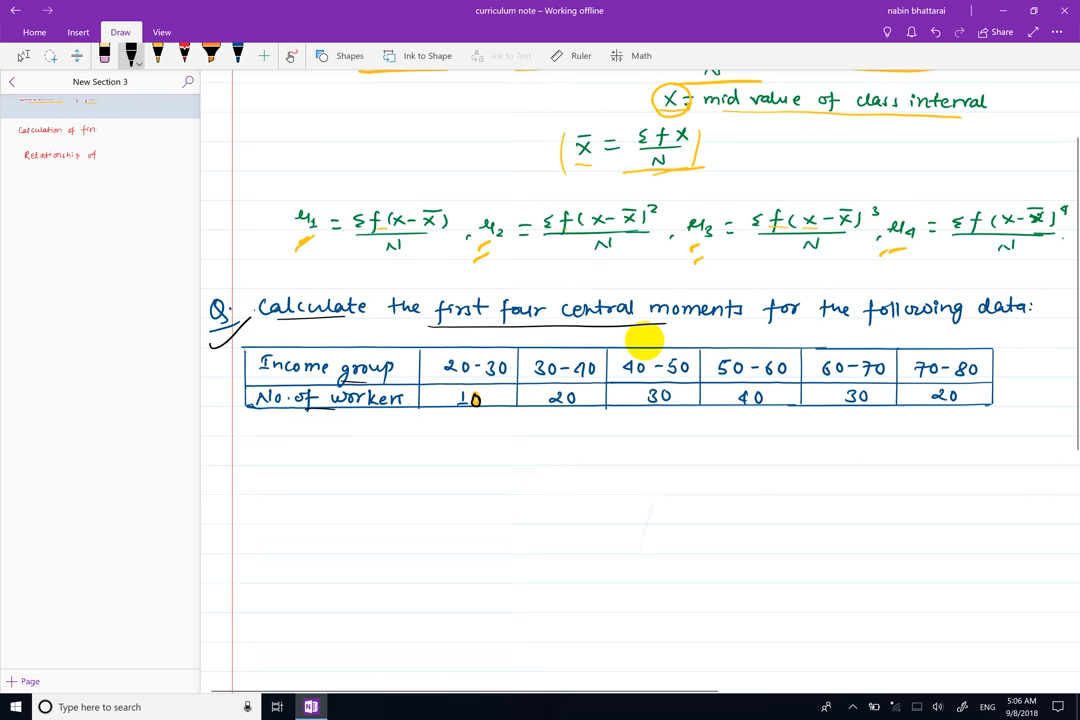 curriculum note – Working offline
nabin bhattarai
Home Insert Draw View
Share
Shapes Ink to Shape Ink to Text Ruler Math
New Section 3
Calculation of fin
Relationship of
N
X = mid value of class interval
(x̄ = Σfx/N)
μ1 = Σf(x-x̄)/N , μ2 = Σf(x-x̄)²/N , μ3 = Σf(x-x̄)³/N , μ4 = Σf(x-x̄)⁴/N .
Q. Calculate the first four central moments for the following data:
Income group 20-30 30-40 40-50 50-60 60-70 70-80
No. of workers 10 20 30 40 30 20
+ Page
Type here to search
ENG
5:06 AM
9/8/2018